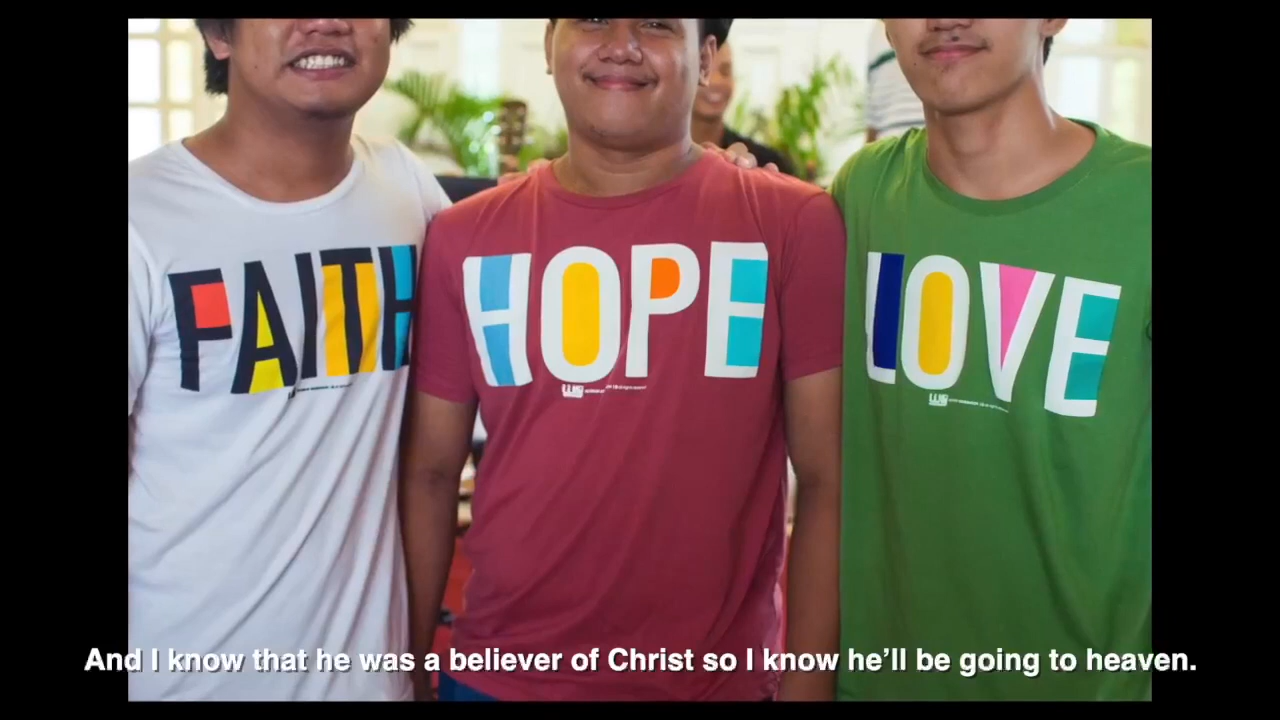 FAITH
HOPE
LOVE
And I know that he was a believer of Christ so I know he'll be going to heaven.